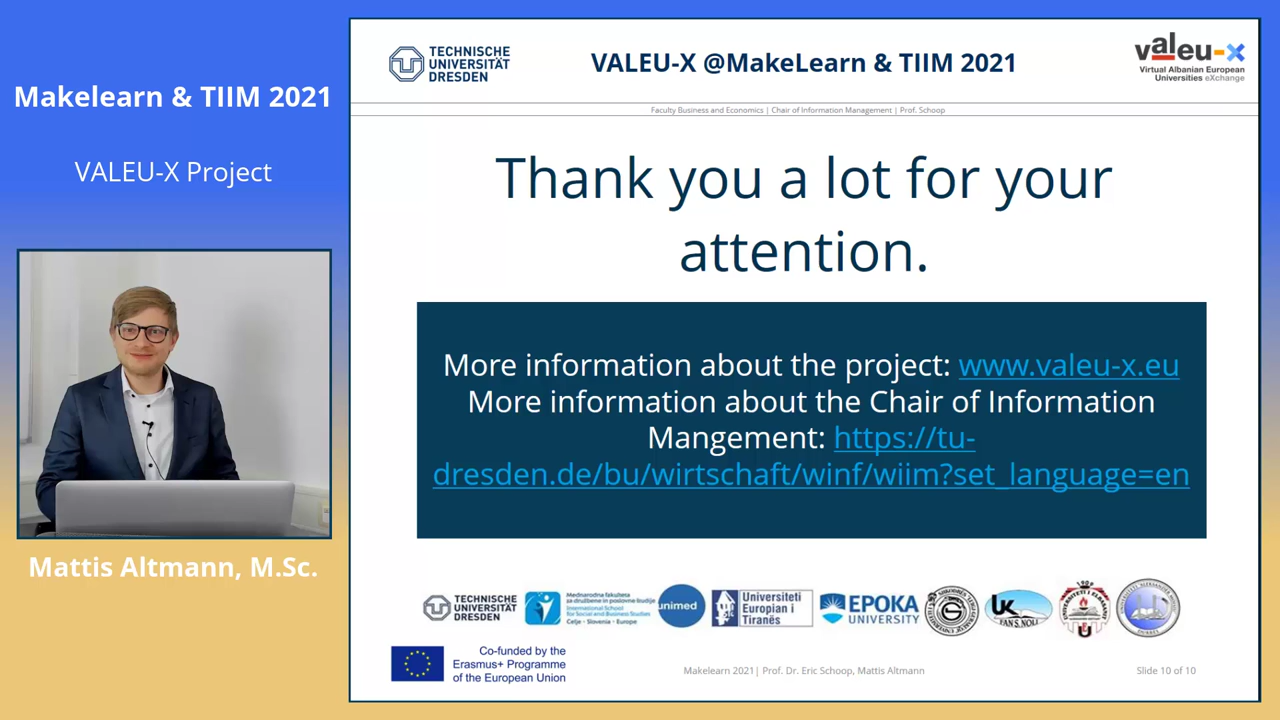 Makelearn & TIIM 2021
VALEU-X Project
Mattis Altmann, M.Sc.
TECHNISCHE
UNIVERSITÄT
DRESDEN
VALEU-X @MakeLearn & TIIM 2021
valeu-x
Virtual Albanian European
Universities eXchange
Faculty Business and Economics | Chair of Information Management | Prof. Schoop
Thank you a lot for your
attention.
More information about the project: www.valeu-x.eu
More information about the Chair of Information
Mangement: https://tu-
dresden.de/bu/wirtschaft/winf/wiim?set_language=en
TECHNISCHE
UNIVERSITÄT
DRESDEN
Mednarodna fakulteta
za družbene in poslovne študije
International School
for Social and Business Studies
Celje - Slovenia - Europe
unimed
Universiteti
Europian i
Tiranës
EPOKA
UNIVERSITY
UK
"FAN S. NOLI"
Co-funded by the
Erasmus+ Programme
of the European Union
Makelearn 2021| Prof. Dr. Eric Schoop, Mattis Altmann
Slide 10 of 10